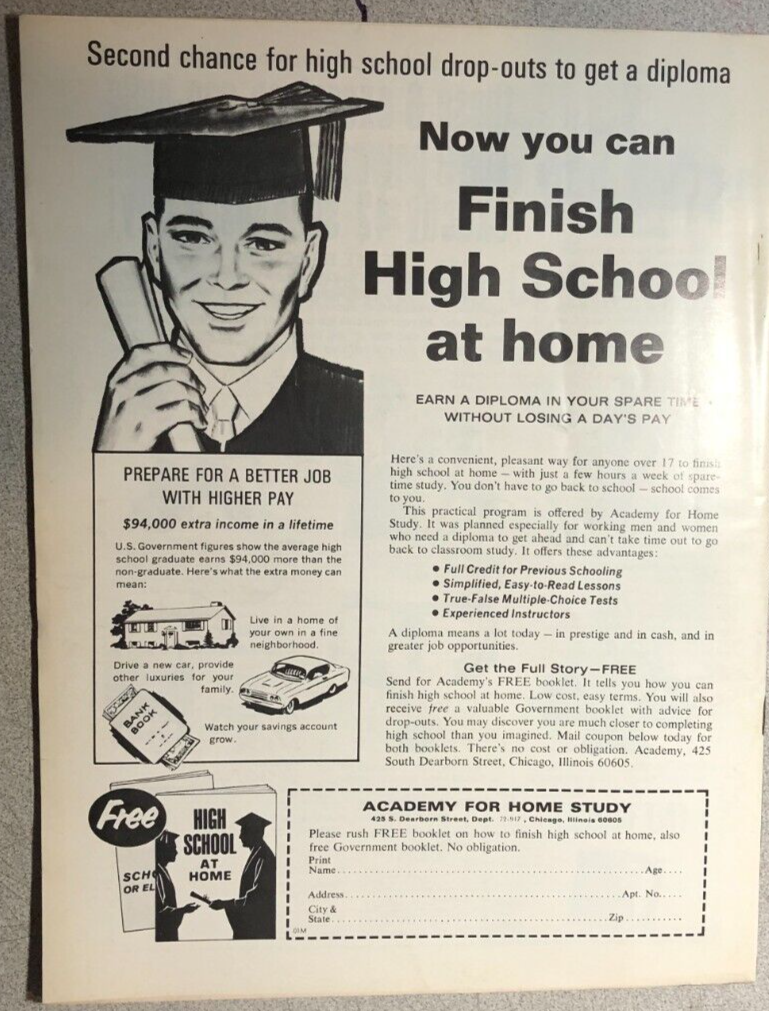 Second chance for high school drop-outs to get a diploma
Now you can
Finish
High School
at home
EARN A DIPLOMA IN YOUR SPARE TIME -
WITHOUT LOSING A DAY'S PAY
PREPARE FOR A BETTER JOB
WITH HIGHER PAY
$94,000 extra income in a lifetime
U.S. Government figures show the average high
school graduate earns $94,000 more than the
non-graduate. Here's what the extra money can
mean:
Live in a home of
your own in a fine
neighborhood.
Drive a new car, provide
other luxuries for your
family.
BANK
BOOK
Watch your savings account
grow.
Here's a convenient, pleasant way for anyone over 17 to finish
high school at home — with just a few hours a week of spare-
time study. You don't have to go back to school — school comes
to you.
This practical program is offered by Academy for Home
Study. It was planned especially for working men and women
who need a diploma to get ahead and can't take time out to go
back to classroom study. It offers these advantages:
● Full Credit for Previous Schooling
● Simplified, Easy-to-Read Lessons
● True-False Multiple-Choice Tests
● Experienced Instructors
A diploma means a lot today — in prestige and in cash, and in
greater job opportunities.
Get the Full Story—FREE
Send for Academy's FREE booklet. It tells you how you can
finish high school at home. Low cost, easy terms. You will also
receive free a valuable Government booklet with advice for
drop-outs. You may discover you are much closer to completing
high school than you imagined. Mail coupon below today for
both booklets. There's no cost or obligation. Academy, 425
South Dearborn Street, Chicago, Illinois 60605.
Free
HIGH
SCHOOL
AT
HOME
SCHO
OR EL
ACADEMY FOR HOME STUDY
425 S. Dearborn Street, Dept. , Chicago, Illinois 60605
Please rush FREE booklet on how to finish high school at home, also
free Government booklet. No obligation.
Print
Name.......................................................Age....
Address..................................................Apt. No.....
City &
State..................................................Zip..........